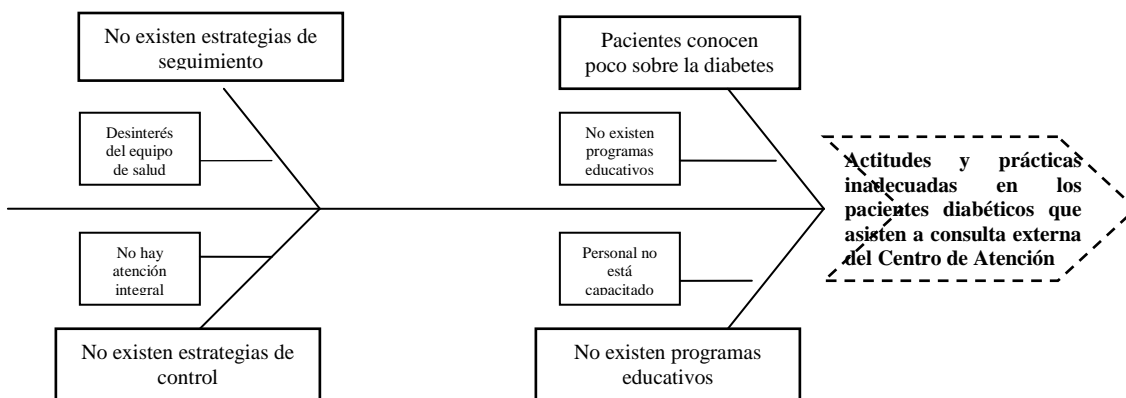 No existen estrategias de
seguimiento
Pacientes conocen
poco sobre la diabetes
Desinterés
del equipo
de salud
No existen
programas
educativos
Actitudes y prácticas
inadecuadas en los
pacientes diabéticos que
asisten a consulta externa
del Centro de Atención
No hay
atención
integral
Personal no
está
capacitado
No existen estrategias de
control
No existen programas
educativos